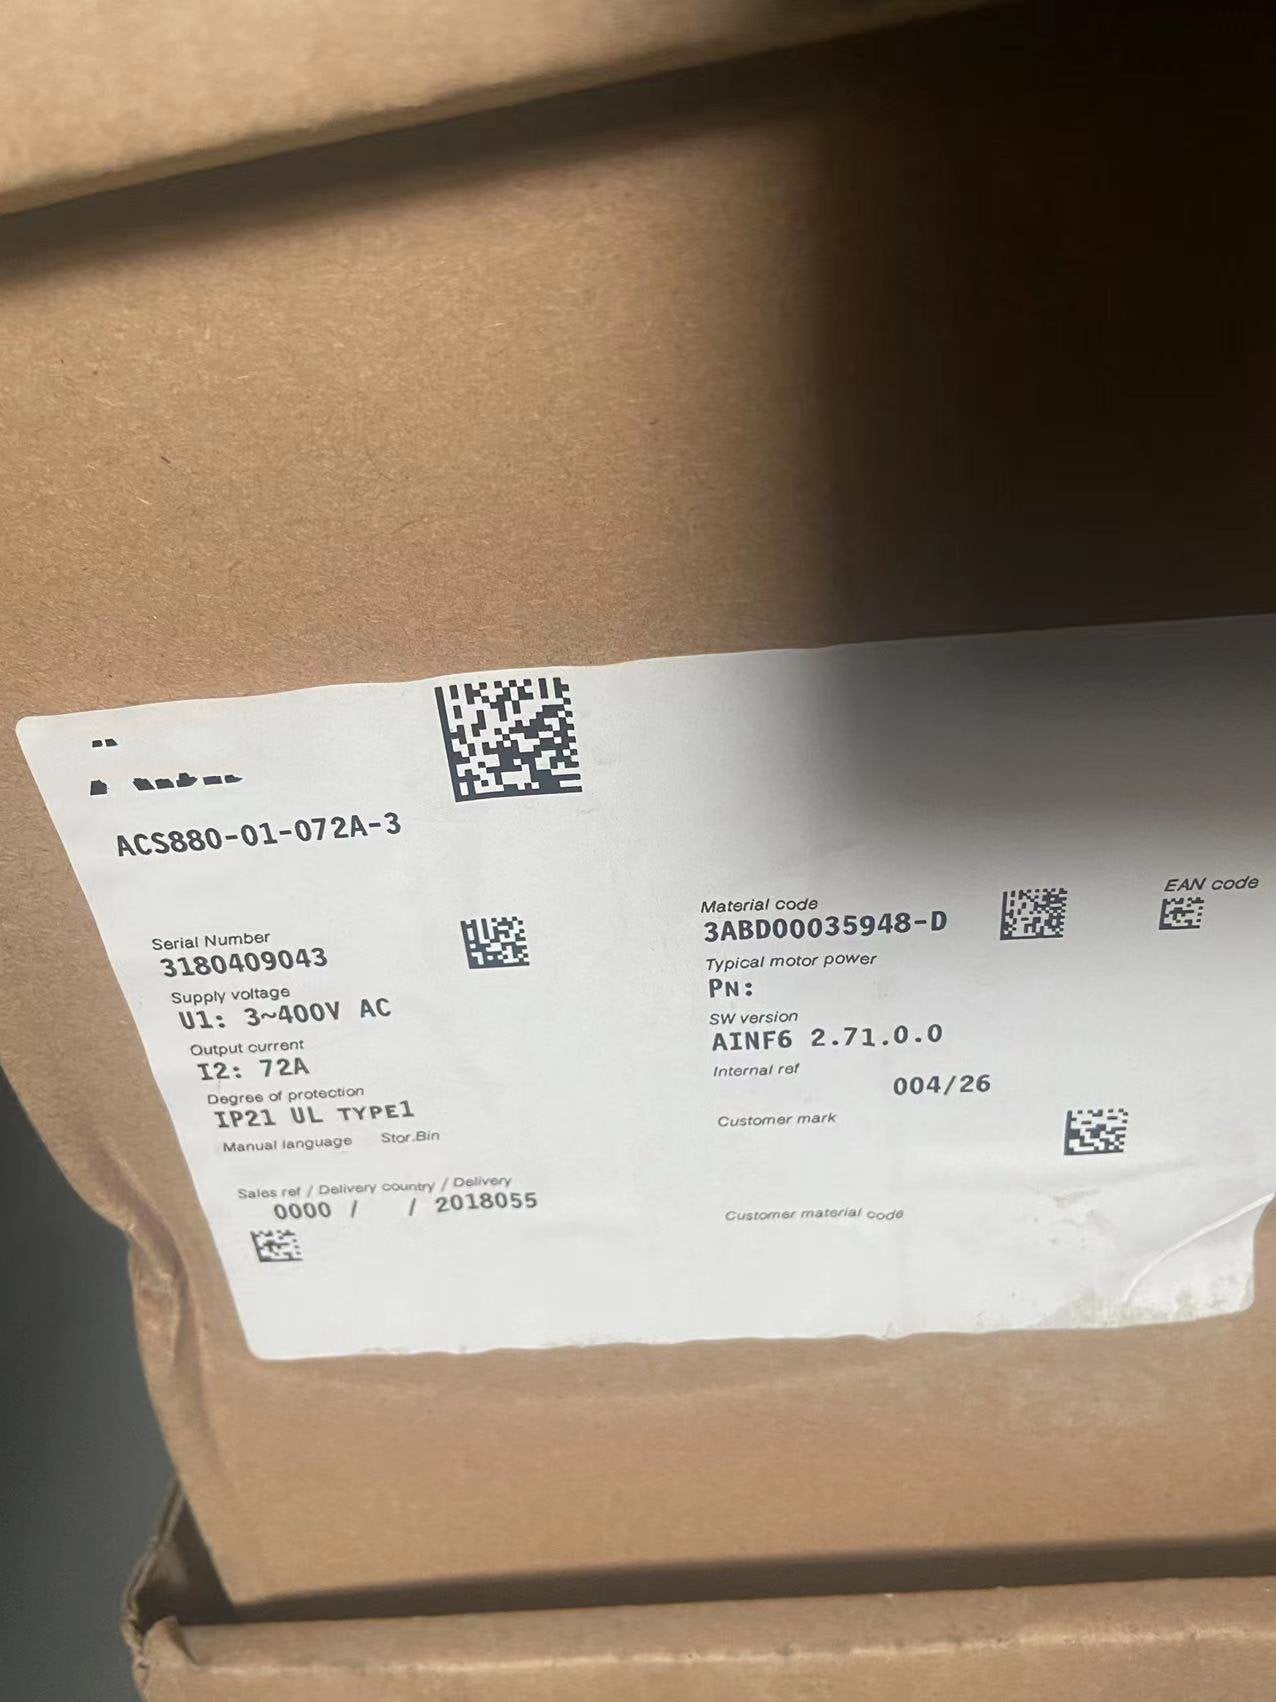 ACS880-01-072A-3
Serial Number
3180409043
Supply voltage
U1: 3~400V AC
Output current
I2: 72A
Degree of protection
IP21 UL TYPE1
Manual language Stor.Bin
Sales ref / Delivery country / Delivery
0000 / / 2018055
Material code
3ABD00035948-D
EAN code
Typical motor power
PN:
SW version
AINF6 2.71.0.0
Internal ref
004/26
Customer mark
Customer material code